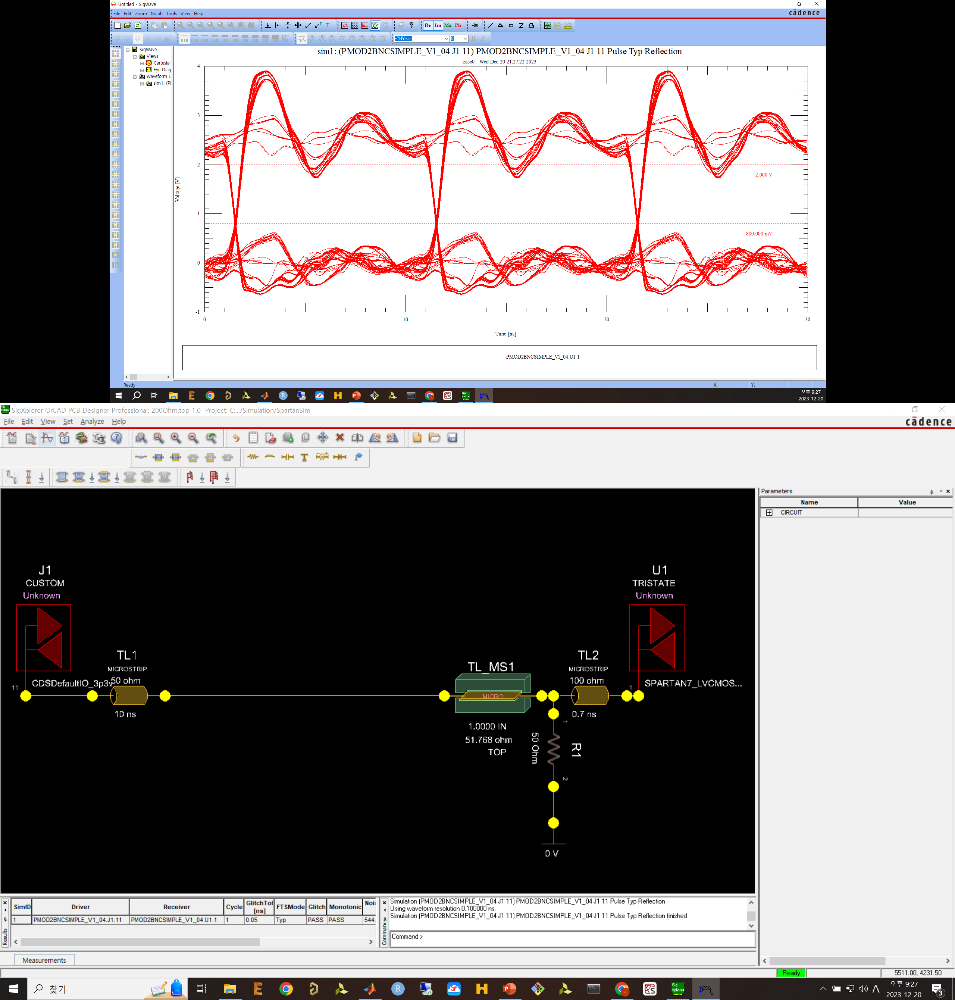 Untitled - SigWave
File Edit Zoom Graph Tools View Help
cādence
Re Im Ma Ph
SigWave
Views
Cartesiar
Eye Diag
Waveform L
sim1: (PI
sim1: (PMOD2BNCSIMPLE_V1_04 J1 11) PMOD2BNCSIMPLE_V1_04 J1 11 Pulse Typ Reflection
case0 - Wed Dec 20 21:27:22 2023
4
3
2
1
0
-1
Voltage [V]
2.000 V
800.000 mV
0 10 20 30
Time [ns]
PMOD2BNCSIMPLE_V1_04 U1 1
Ready
X: Y:
오후 9:27
2023-12-20
SigXplorer OrCAD PCB Designer Professional: 200Ohm.top 1.0 Project: C:.../Simulation/SpartanSim
File Edit View Set Analyze Help
cādence
Parameters
Name Value
CIRCUIT
J1
CUSTOM
Unknown
11
CDSDefaultIO_3p3v
TL1
MICROSTRIP
50 ohm
10 ns
TL_MS1
MICRO
1.0000 IN
51.768 ohm
TOP
TL2
MICROSTRIP
100 ohm
0.7 ns
U1
TRISTATE
Unknown
1
SPARTAN7_LVCMOS...
1
50 Ohm
R1
2
0 V
SimID Driver Receiver Cycle GlitchTol [ns] FTSMode Glitch Monotonic Noi
1 PMOD2BNCSIMPLE_V1_04.J1.11 PMOD2BNCSIMPLE_V1_04.U1.1 1 0.05 Typ PASS PASS 544.
Results
Simulation (PMOD2BNCSIMPLE_V1_04 J1 11) PMOD2BNCSIMPLE_V1_04 J1 11 Pulse Typ Reflection
Using waveform resolution 0.100000 ns.
Simulation (PMOD2BNCSIMPLE_V1_04 J1 11) PMOD2BNCSIMPLE_V1_04 J1 11 Pulse Typ Reflection finished
Command >
Measurements
Ready
5511.00, 4231.50
찾기
A
오후 9:27
2023-12-20
3